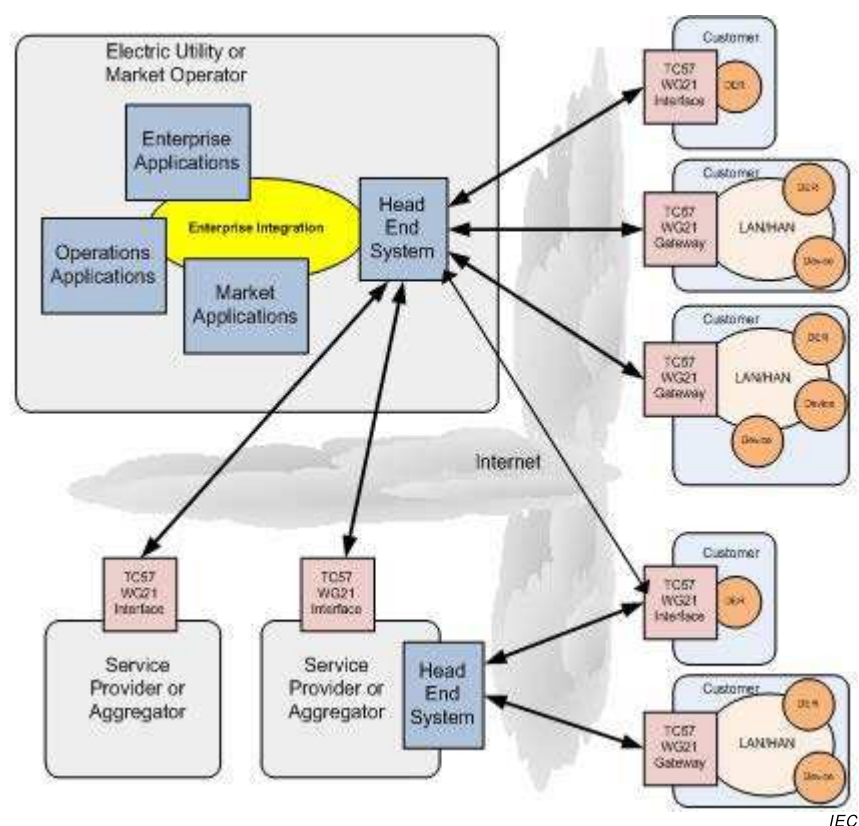 Electric Utility or
Market Operator
Enterprise
Applications
Enterprise Integration
Head
End
System
Operations
Applications
Market
Applications
Customer
TC57
WG21
Interface
DER
Customer
TC57
WG21
Gateway
LAN/HAN
DER
Device
Customer
TC57
WG21
Gateway
LAN/HAN
DER
Device
Device
Internet
TC57
WG21
Interface
Service
Provider or
Aggregator
TC57
WG21
Interface
Service
Provider or
Aggregator
Head
End
System
Customer
TC57
WG21
Interface
DER
Customer
TC57
WG21
Gateway
LAN/HAN
DER
Device
IEC